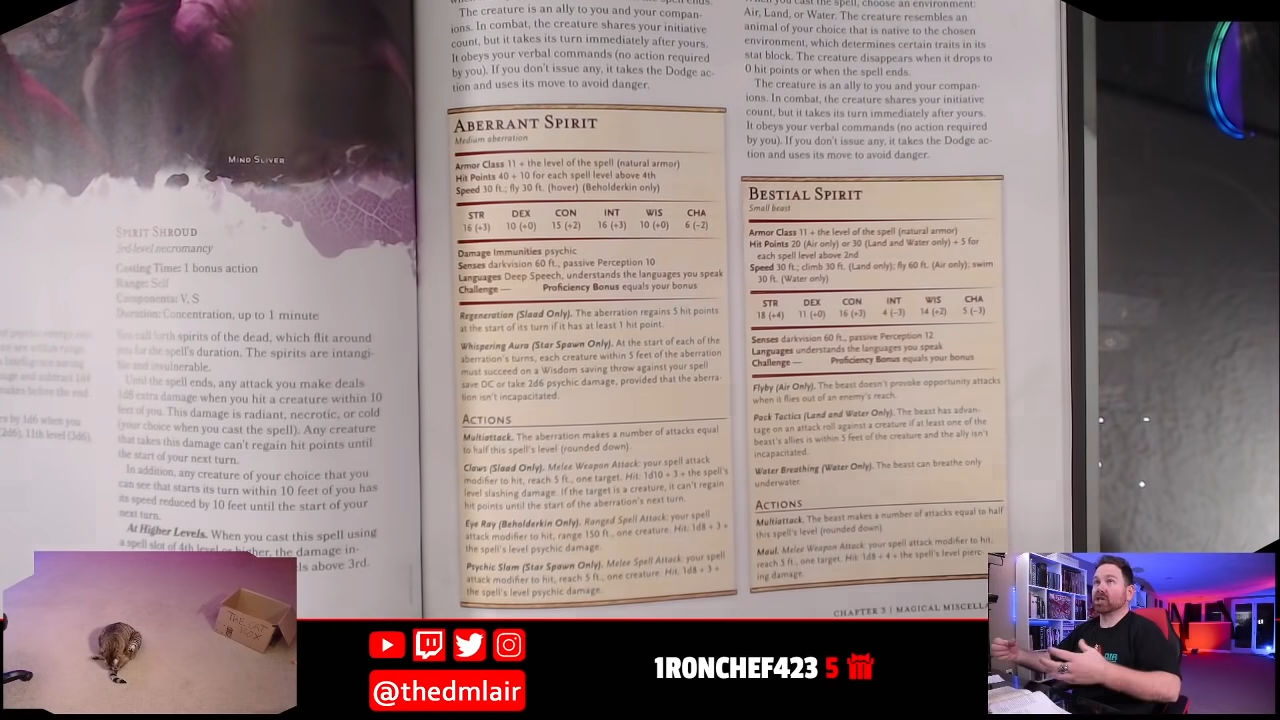 MIND SLIVER
SPIRIT SHROUD
3rd-level necromancy
Casting Time: 1 bonus action
Range: Self
Components: V, S
Duration: Concentration, up to 1 minute
You call forth spirits of the dead, which flit around
you for the spell's duration. The spirits are intangi-
ble and invulnerable.
Until the spell ends, any attack you make deals
1d8 extra damage when you hit a creature within 10
feet of you. This damage is radiant, necrotic, or cold
(your choice when you cast the spell). Any creature
that takes this damage can't regain hit points until
the start of your next turn.
In addition, any creature of your choice that you
can see that starts its turn within 10 feet of you has
its speed reduced by 10 feet until the start of your
next turn.
At Higher Levels. When you cast this spell using
a spell slot of 4th level or higher, the damage in-
els above 3rd.
The creature is an ally to you and your compan-
ions. In combat, the creature shares your initiative
count, but it takes its turn immediately after yours.
It obeys your verbal commands (no action required
by you). If you don't issue any, it takes the Dodge ac-
tion and uses its move to avoid danger.
ABERRANT SPIRIT
Medium aberration
Armor Class 11 + the level of the spell (natural armor)
Hit Points 40 + 10 for each spell level above 4th
Speed 30 ft.; fly 30 ft. (hover) (Beholderkin only)
STR DEX CON INT WIS CHA
16 (+3) 10 (+0) 15 (+2) 16 (+3) 10 (+0) 6 (−2)
Damage Immunities psychic
Senses darkvision 60 ft., passive Perception 10
Languages Deep Speech, understands the languages you speak
Challenge — Proficiency Bonus equals your bonus
Regeneration (Slaad Only). The aberration regains 5 hit points
at the start of its turn if it has at least 1 hit point.
Whispering Aura (Star Spawn Only). At the start of each of the
aberration's turns, each creature within 5 feet of the aberration
must succeed on a Wisdom saving throw against your spell
save DC or take 2d6 psychic damage, provided that the aberra-
tion isn't incapacitated.
ACTIONS
Multiattack. The aberration makes a number of attacks equal
to half this spell's level (rounded down).
Claws (Slaad Only). Melee Weapon Attack: your spell attack
modifier to hit, reach 5 ft., one target. Hit: 1d10 + 3 + the spell's
level slashing damage. If the target is a creature, it can't regain
hit points until the start of the aberration's next turn.
Eye Ray (Beholderkin Only). Ranged Spell Attack: your spell
attack modifier to hit, range 150 ft., one creature. Hit: 1d8 + 3 +
the spell's level psychic damage.
Psychic Slam (Star Spawn Only). Melee Spell Attack: your spell
attack modifier to hit, reach 5 ft., one creature. Hit: 1d8 + 3 +
the spell's level psychic damage.
When you cast the spell, choose an environment:
Air, Land, or Water. The creature resembles an
animal of your choice that is native to the chosen
environment, which determines certain traits in its
stat block. The creature disappears when it drops to
0 hit points or when the spell ends.
The creature is an ally to you and your compan-
ions. In combat, the creature shares your initiative
count, but it takes its turn immediately after yours.
It obeys your verbal commands (no action required
by you). If you don't issue any, it takes the Dodge ac-
tion and uses its move to avoid danger.
BESTIAL SPIRIT
Small beast
Armor Class 11 + the level of the spell (natural armor)
Hit Points 20 (Air only) or 30 (Land and Water only) + 5 for
each spell level above 2nd
Speed 30 ft.; climb 30 ft. (Land only); fly 60 ft. (Air only); swim
30 ft. (Water only)
STR DEX CON INT WIS CHA
18 (+4) 11 (+0) 16 (+3) 4 (−3) 14 (+2) 5 (−3)
Senses darkvision 60 ft., passive Perception 12
Languages understands the languages you speak
Challenge — Proficiency Bonus equals your bonus
Flyby (Air Only). The beast doesn't provoke opportunity attacks
when it flies out of an enemy's reach.
Pack Tactics (Land and Water Only). The beast has advan-
tage on an attack roll against a creature if at least one of the
beast's allies is within 5 feet of the creature and the ally isn't
incapacitated.
Water Breathing (Water Only). The beast can breathe only
underwater.
ACTIONS
Multiattack. The beast makes a number of attacks equal to half
this spell's level (rounded down).
Maul. Melee Weapon Attack: your spell attack modifier to hit,
reach 5 ft., one target. Hit: 1d8 + 4 + the spell's level pierc-
ing damage.
CHAPTER 3 | MAGICAL MISCELLA
THE CAT
BOX
@thedmlair
1RONCHEF423 5